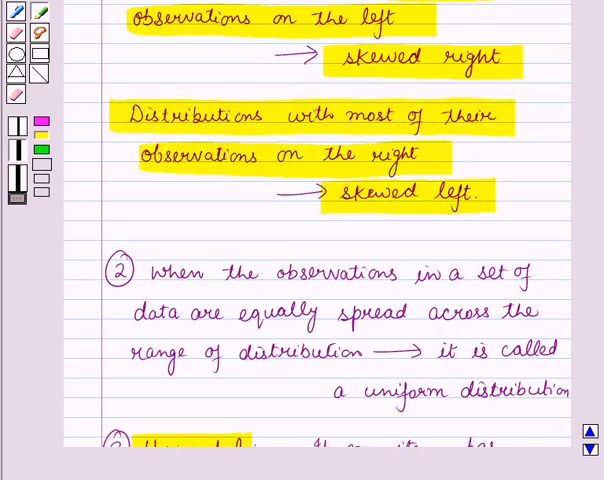 observations on the left
→ skewed right
Distributions with most of their
observations on the right
→ skewed left.
② When the observations in a set of
data are equally spread across the
range of distribution → it is called
a uniform distribution